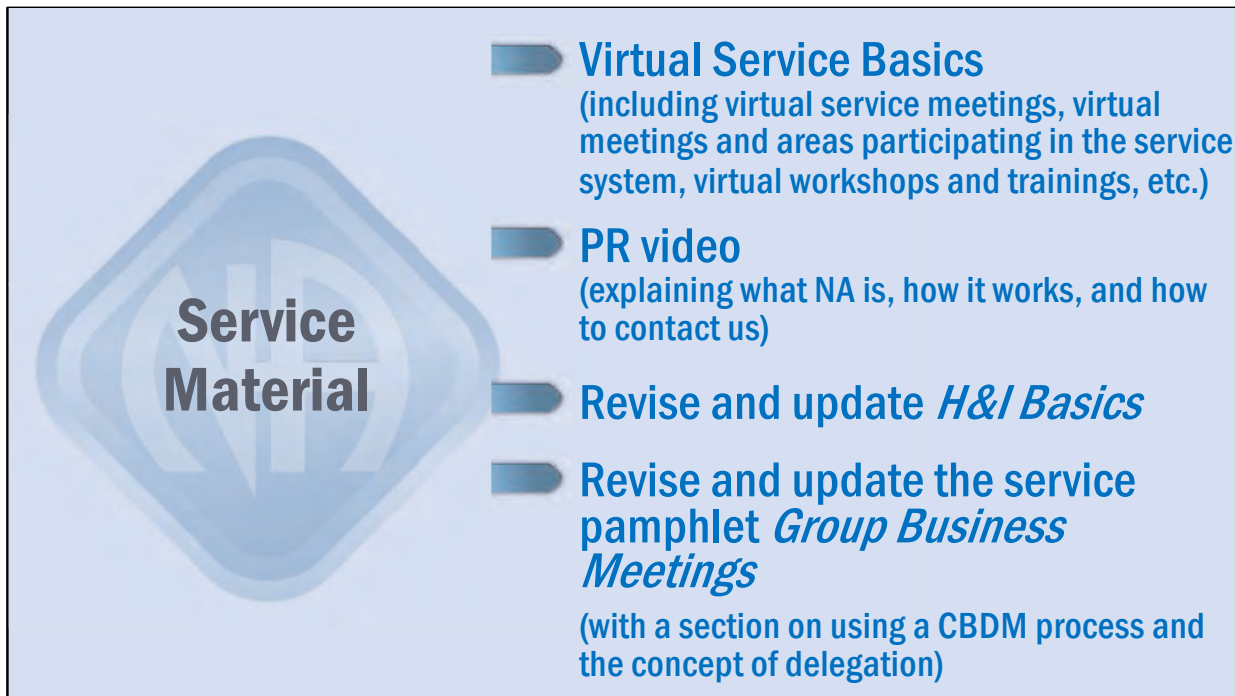 Service
Material
Virtual Service Basics
(including virtual service meetings, virtual
meetings and areas participating in the service
system, virtual workshops and trainings, etc.)
PR video
(explaining what NA is, how it works, and how
to contact us)
Revise and update H&I Basics
Revise and update the service
pamphlet Group Business
Meetings
(with a section on using a CBDM process and
the concept of delegation)
NA